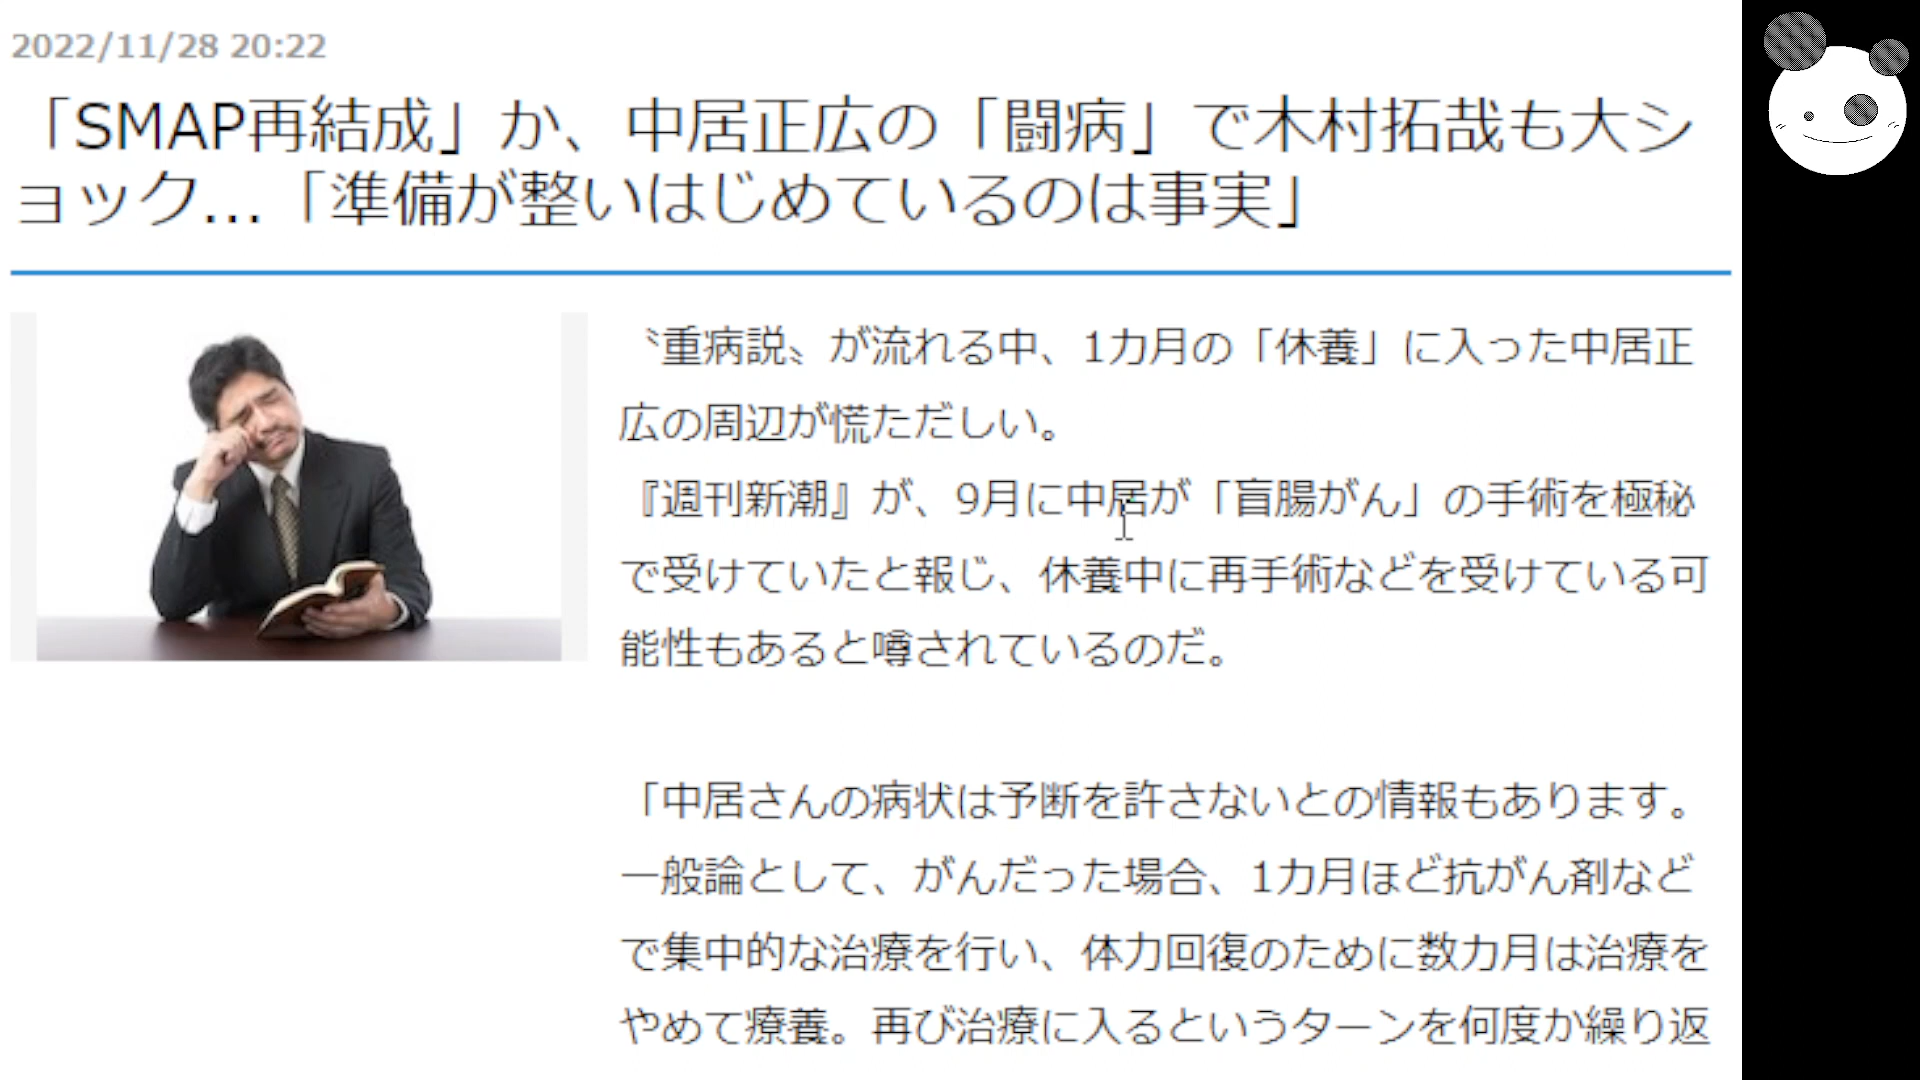 2022/11/28 20:22
「SMAP再結成」か、中居正広の「闘病」で木村拓哉も大シ
ョック...「準備が整いはじめているのは事実」
〝重病説〟が流れる中、1カ月の「休養」に入った中居正
広の周辺が慌ただしい。
『週刊新潮』が、9月に中居が「盲腸がん」の手術を極秘
で受けていたと報じ、休養中に再手術などを受けている可
能性もあると噂されているのだ。
「中居さんの病状は予断を許さないとの情報もあります。
一般論として、がんだった場合、1カ月ほど抗がん剤など
で集中的な治療を行い、体力回復のために数カ月は治療を
やめて療養。再び治療に入るというターンを何度か繰り返